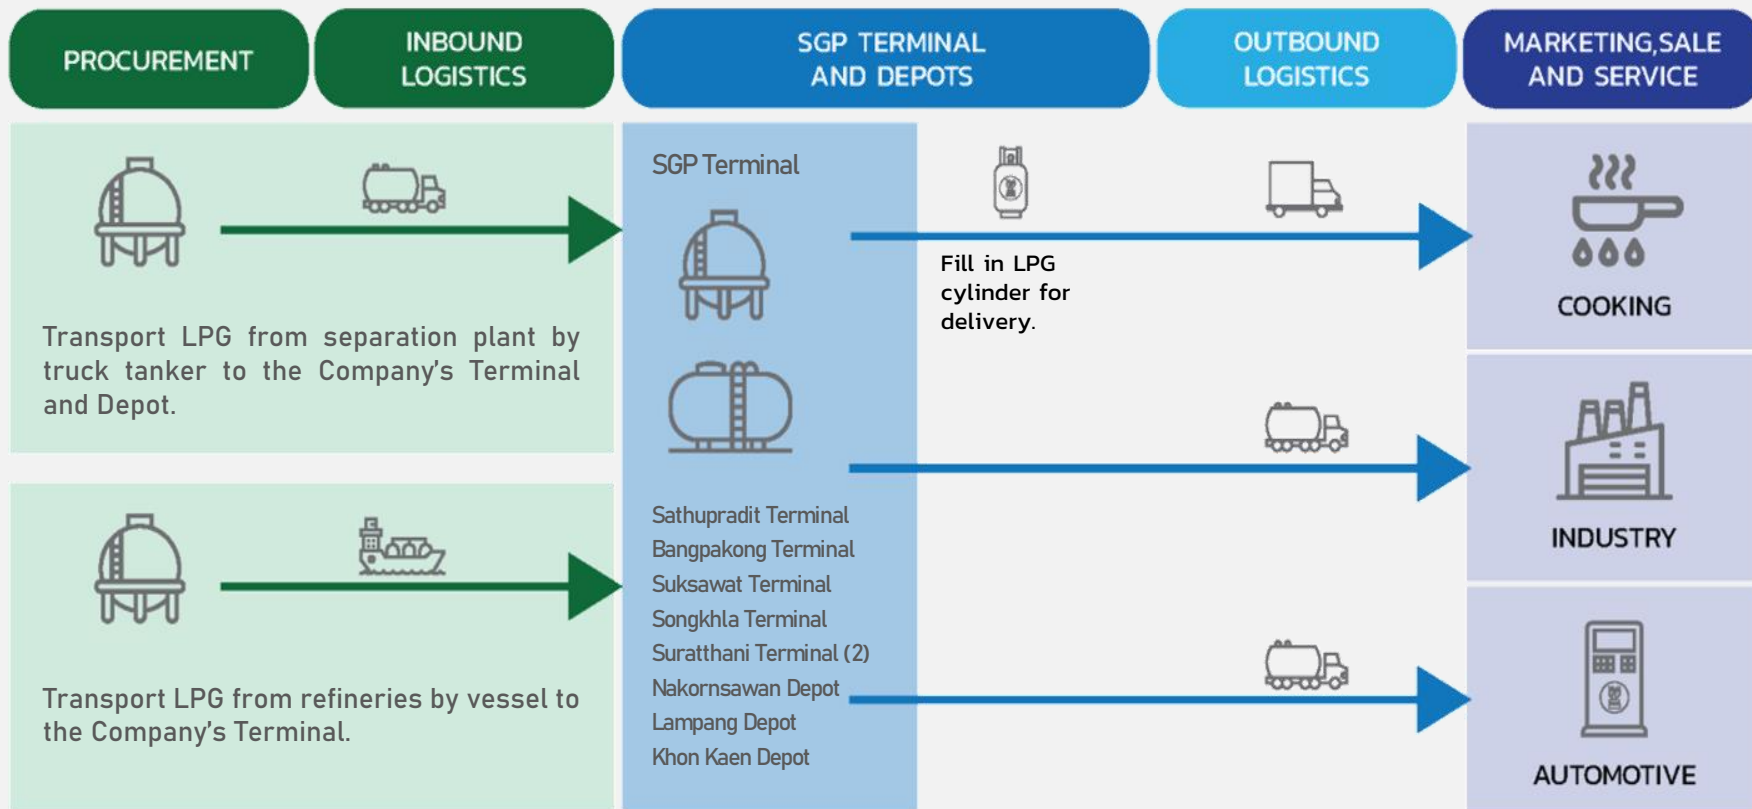 PROCUREMENT
INBOUND
LOGISTICS
SGP TERMINAL
AND DEPOTS
OUTBOUND
LOGISTICS
MARKETING,SALE
AND SERVICE
Transport LPG from separation plant by
truck tanker to the Company's Terminal
and Depot.
Transport LPG from refineries by vessel to
the Company's Terminal.
SGP Terminal
Sathupradit Terminal
Bangpakong Terminal
Suksawat Terminal
Songkhla Terminal
Suratthani Terminal (2)
Nakornsawan Depot
Lampang Depot
Khon Kaen Depot
Fill in LPG
cylinder for
delivery.
COOKING
INDUSTRY
AUTOMOTIVE